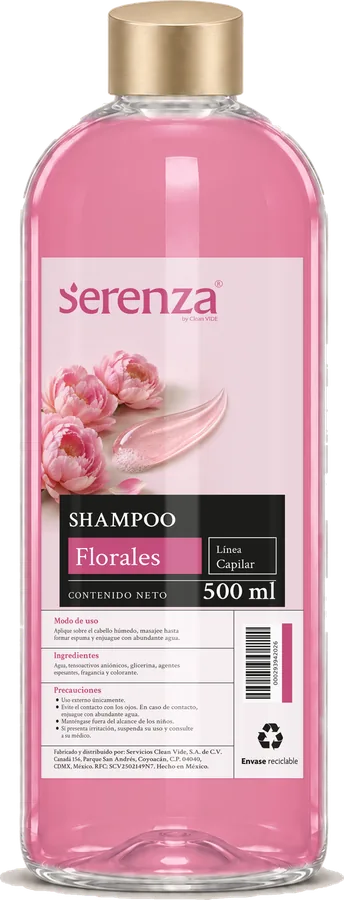 Serenza®
by Clean VIDE
SHAMPOO
Florales
Línea
Capilar
CONTENIDO NETO
500 ml
Modo de uso
Aplique sobre el cabello húmedo, masajee hasta
formar espuma y enjuague con abundante agua.
Ingredientes
Agua, tensoactivos aniónicos, glicerina, agentes
espesantes, fragancia y colorante.
Precauciones
• Uso externo únicamente.
• Evite el contacto con los ojos. En caso de contacto,
enjuague con abundante agua.
• Manténgase fuera del alcance de los niños.
• Si presenta irritación, suspenda su uso y consulte
a su médico.
Fabricado y distribuido por: Servicios Clean Vide, S.A. de C.V.
Canadá 156, Parque San Andrés, Coyoacán, C.P. 04040,
CDMX, México. RFC: SCV2502149N7. Hecho en México.
000293942026
Envase reciclable